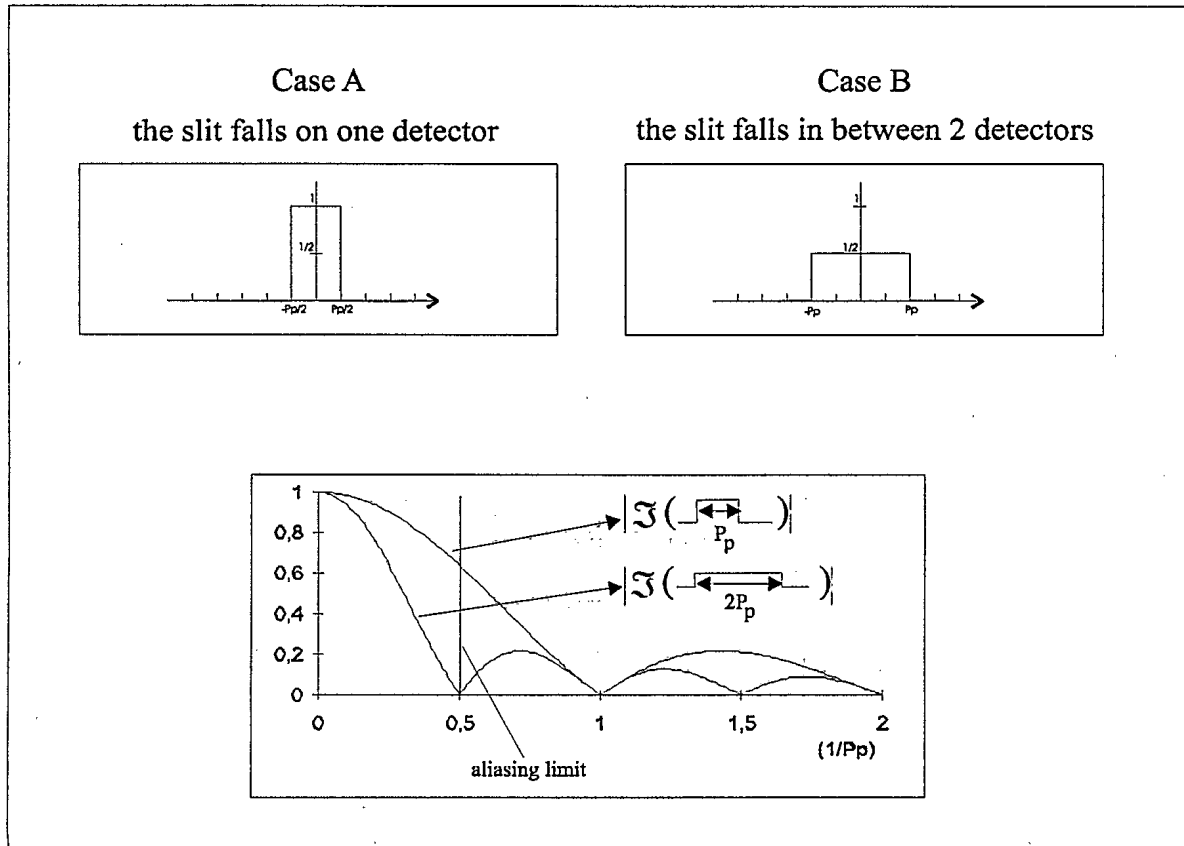 Case A
the slit falls on one detector
Case B
the slit falls in between 2 detectors
1
1/2
-Pp/2
Pp/2
1
1/2
-Pp
Pp
1
0,8
0,6
0,4
0,2
0
0
0,5
1
1,5
2
(1/Pp)
|ℑ( )|
Pp
|ℑ( )|
2Pp
aliasing limit